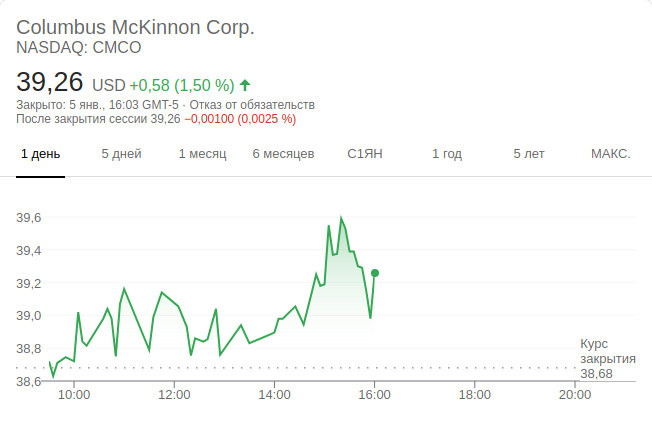 Columbus McKinnon Corp.
NASDAQ: CMCO
39,26 USD +0,58 (1,50 %)
Закрыто: 5 янв., 16:03 GMT-5 · Отказ от обязательств
После закрытия сессии 39,26 −0,00100 (0,0025 %)
1 день 5 дней 1 месяц 6 месяцев С1ЯН 1 год 5 лет МАКС.
39,6
39,4
39,2
39,0
38,8
38,6
Курс
закрытия
38,68
10:00 12:00 14:00 16:00 18:00 20:00